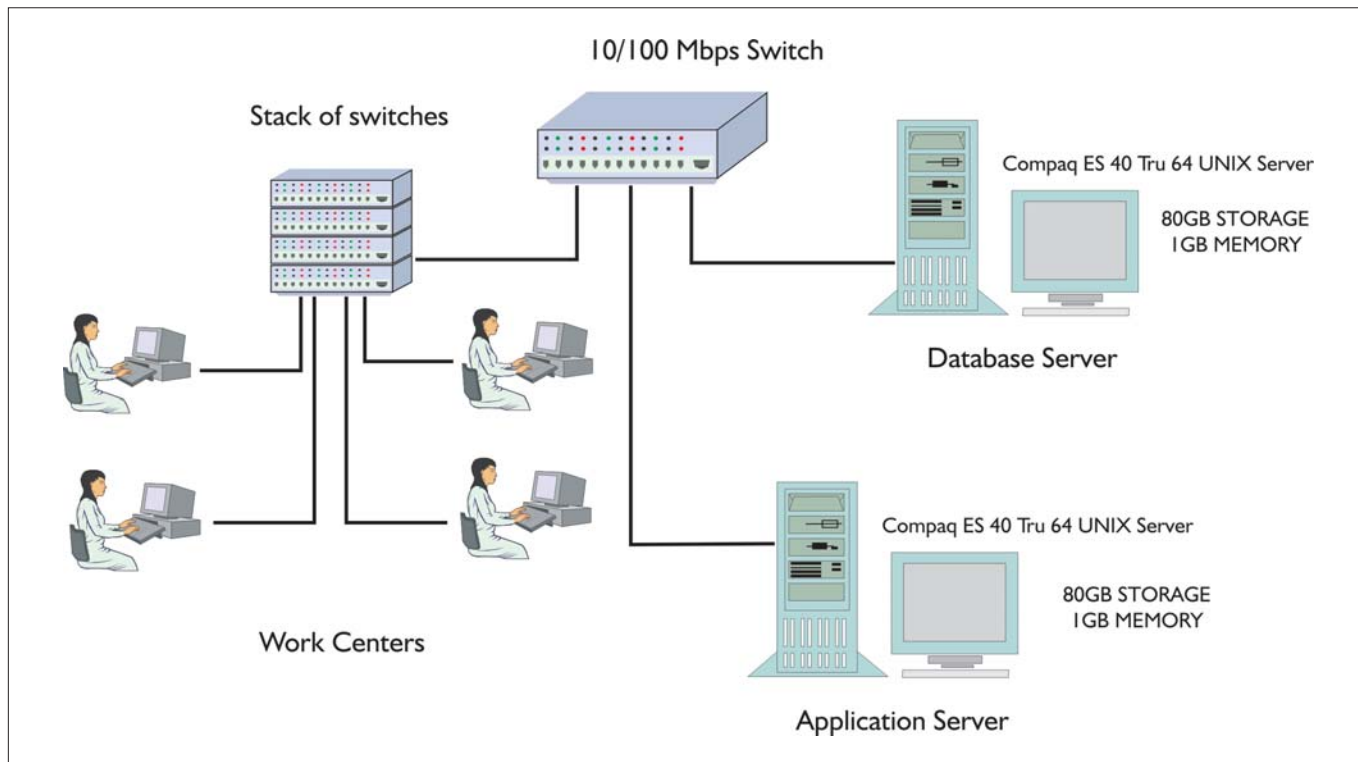 10/100 Mbps Switch
Stack of switches
Compaq ES 40 Tru 64 UNIX Server
80GB STORAGE
1GB MEMORY
Database Server
Compaq ES 40 Tru 64 UNIX Server
80GB STORAGE
1GB MEMORY
Work Centers
Application Server